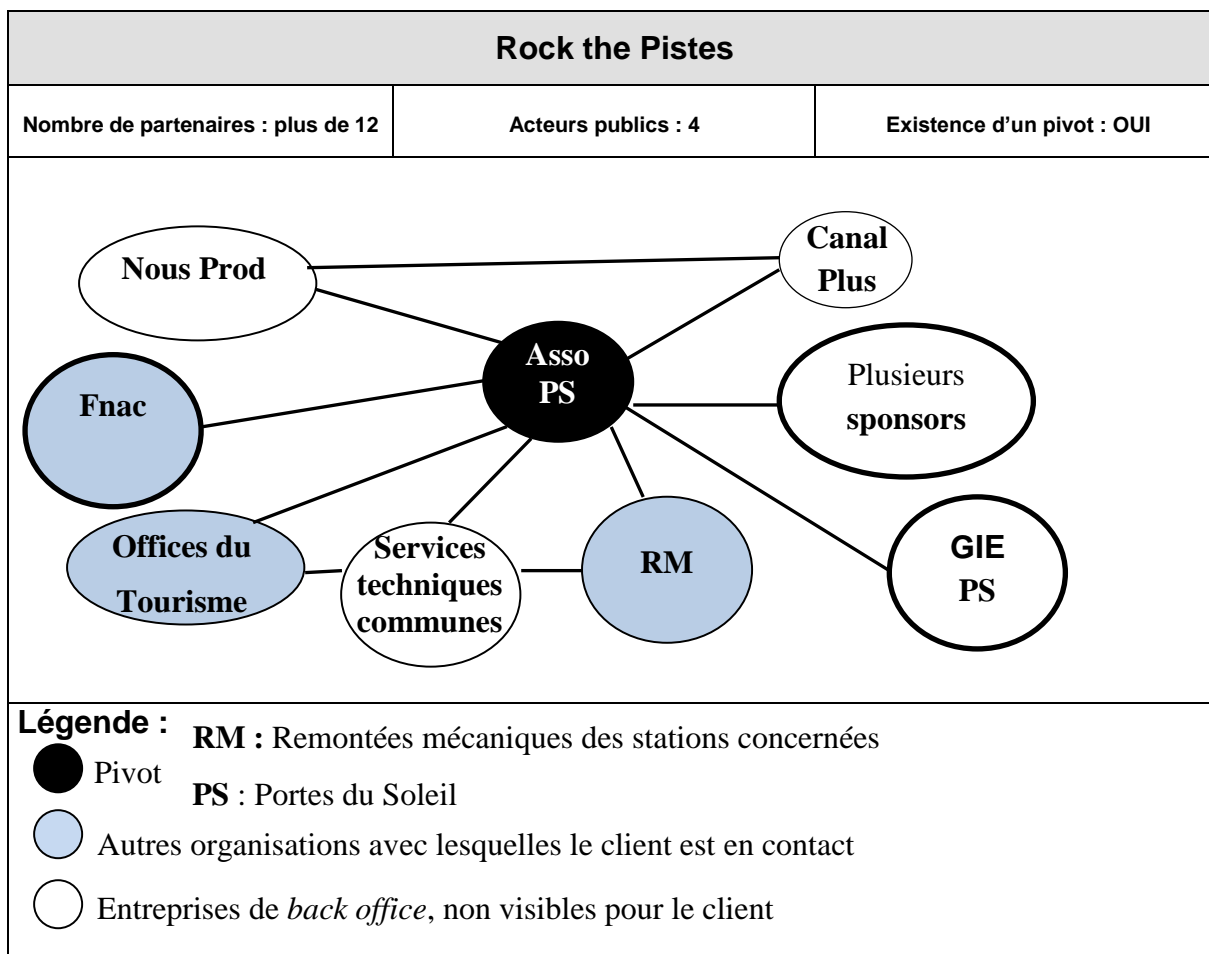 Rock the Pistes
Nombre de partenaires : plus de 12
Acteurs publics : 4
Existence d’un pivot : OUI
Nous Prod
Canal
Plus
Asso
PS
Plusieurs
sponsors
Fnac
Offices du
Tourisme
Services
techniques
communes
RM
GIE
PS
Légende :
RM : Remontées mécaniques des stations concernées
Pivot
PS : Portes du Soleil
Autres organisations avec lesquelles le client est en contact
Entreprises de back office, non visibles pour le client